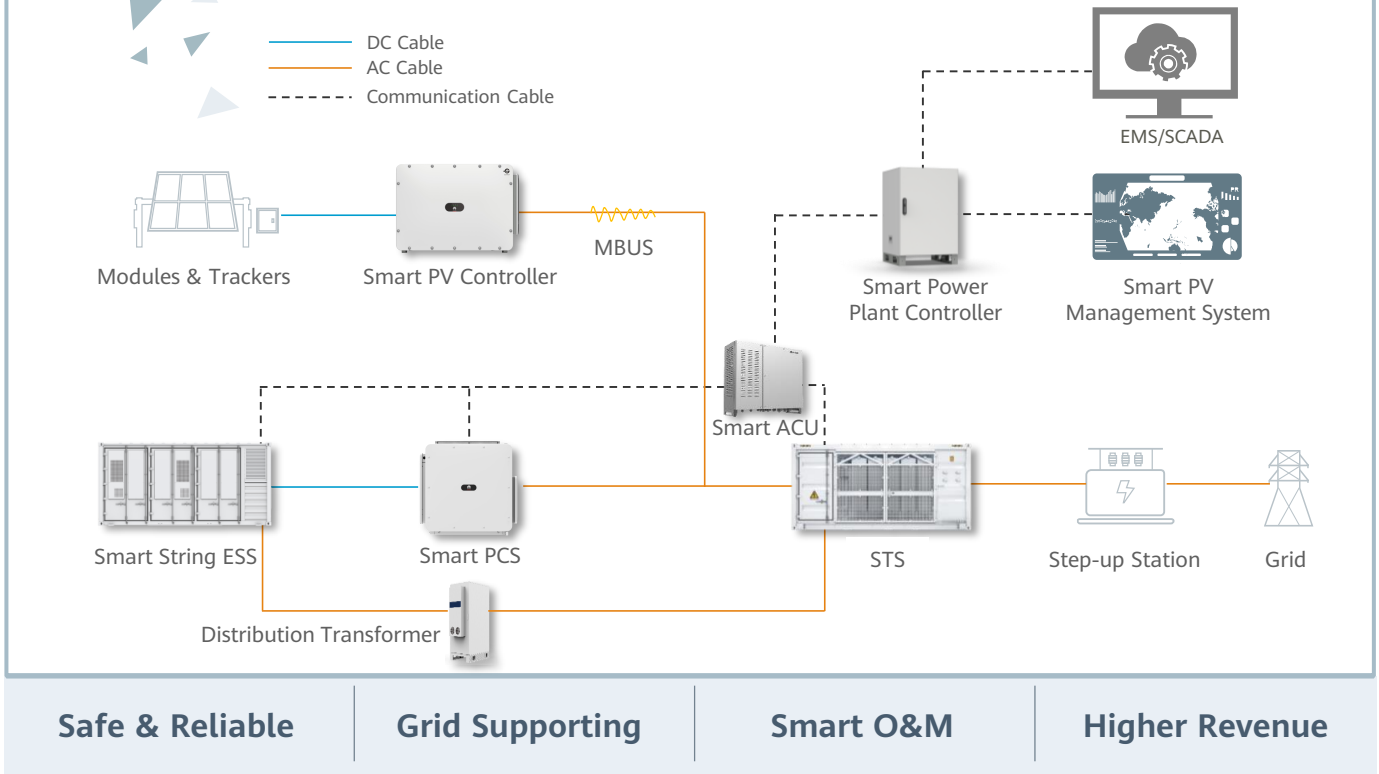 DC Cable
AC Cable
Communication Cable
EMS/SCADA
MBUS
Modules & Trackers
Smart PV Controller
Smart Power
Plant Controller
Smart PV
Management System
Smart ACU
Smart String ESS
Smart PCS
STS
Step-up Station
Grid
Distribution Transformer
Safe & Reliable
Grid Supporting
Smart O&M
Higher Revenue
PR